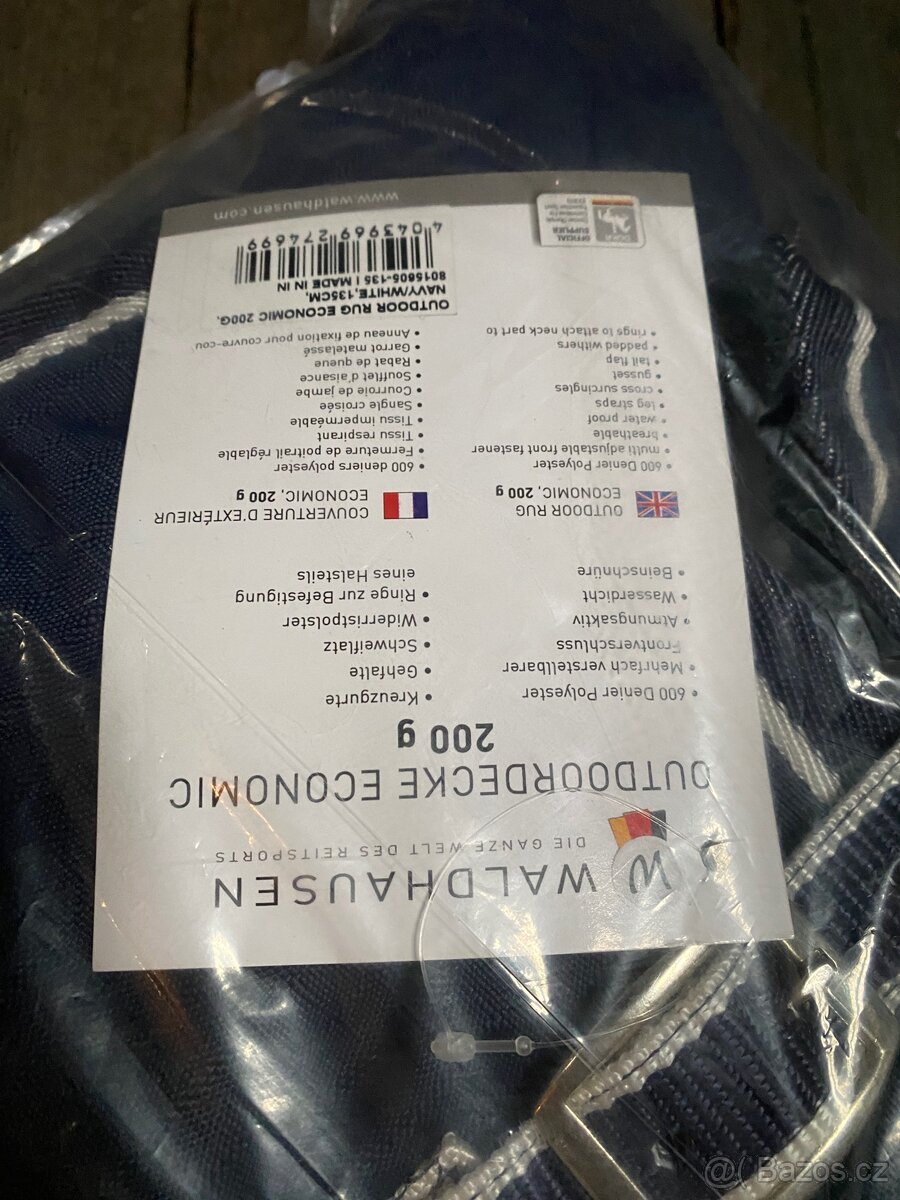 W WALDHAUSEN
DIE GANZE WELT DES REITSPORTS
OUTDOORDECKE ECONOMIC
200 g
• 600 Denier Polyester
• Mehrfach verstellbarer
Frontverschluss
• Atmungsaktiv
• Wasserdicht
• Beinschnüre
• Kreuzgurte
• Gehfalte
• Schweiflatz
• Widerristpolster
• Ringe zur Befestigung
eines Halsteils
OUTDOOR RUG
ECONOMIC, 200 g
• 600 Denier Polyester
• multi adjustable front fastener
• breathable
• water proof
• leg straps
• cross surcingles
• gusset
• tail flap
• padded withers
• rings to attach neck part to
COUVERTURE D'EXTÉRIEUR
ECONOMIC, 200 g
• 600 deniers polyester
• Fermeture de poitrail réglable
• Tissu respirant
• Tissu imperméable
• Sangle croisée
• Courroie de jambe
• Soufflet d'aisance
• Rabat de queue
• Garrot matelassé
• Anneau de fixation pour couvre-cou
OUTDOOR RUG ECONOMIC 200G.
NAVY/WHITE,135CM,
8015605-135 | MADE IN IN
4 043969 274699
OFFICIAL
SUPPLIER
www.waldhausen.com
@( Bazos.cz